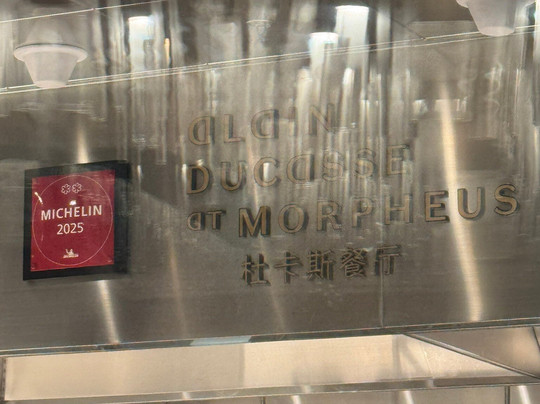 MICHELIN
2025
aLaIN
DUCaSSE
aT MORPHEUS
杜卡斯餐厅